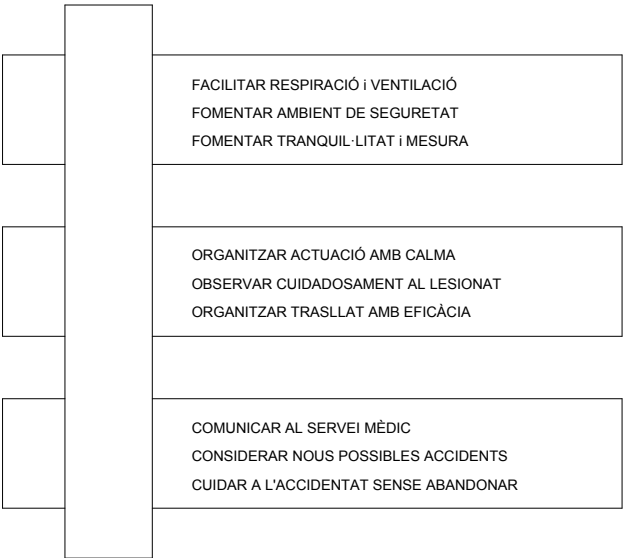 FACILITAR RESPIRACIÓ i VENTILACIÓ
FOMENTAR AMBIENT DE SEGURETAT
FOMENTAR TRANQUIL·LITAT i MESURA
ORGANITZAR ACTUACIÓ AMB CALMA
OBSERVAR CUIDADOSAMENT AL LESIONAT
ORGANITZAR TRASLLAT AMB EFICÀCIA
COMUNICAR AL SERVEI MÈDIC
CONSIDERAR NOUS POSSIBLES ACCIDENTS
CUIDAR A L'ACCIDENTAT SENSE ABANDONAR